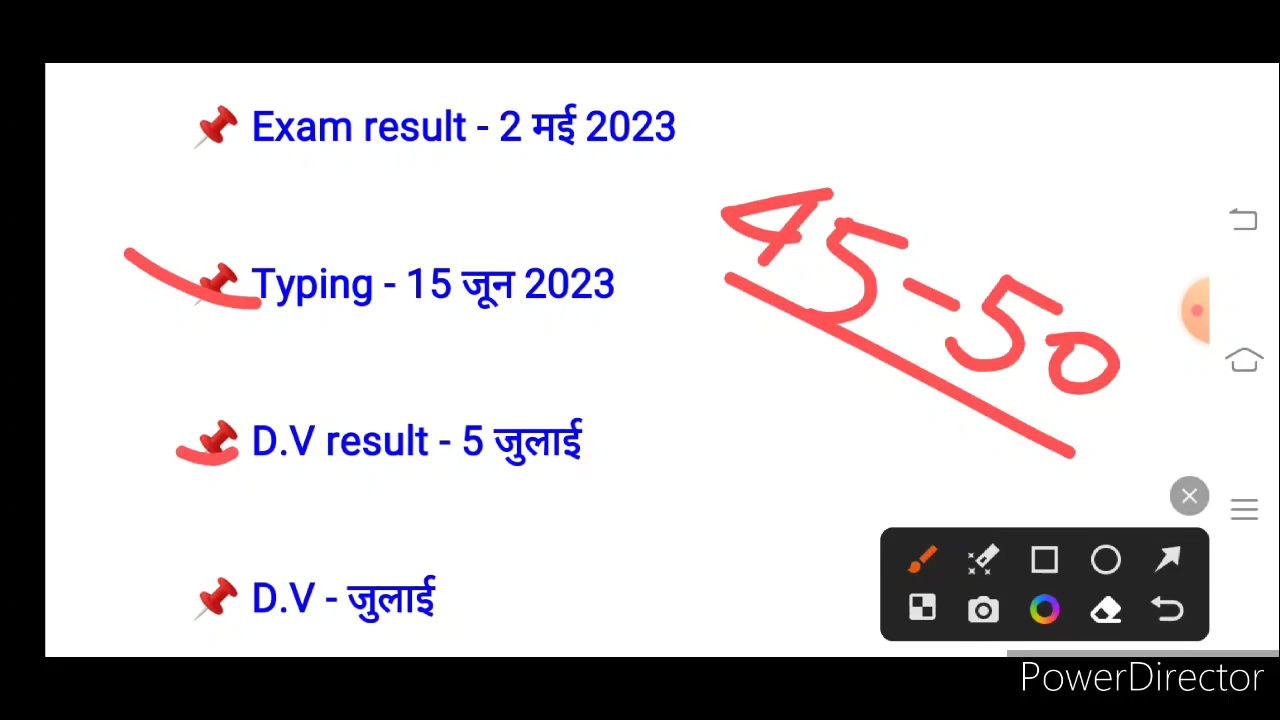 Exam result - 2 मई 2023
Typing - 15 जून 2023
45-50
D.V result - 5 जुलाई
D.V - जुलाई
PowerDirector